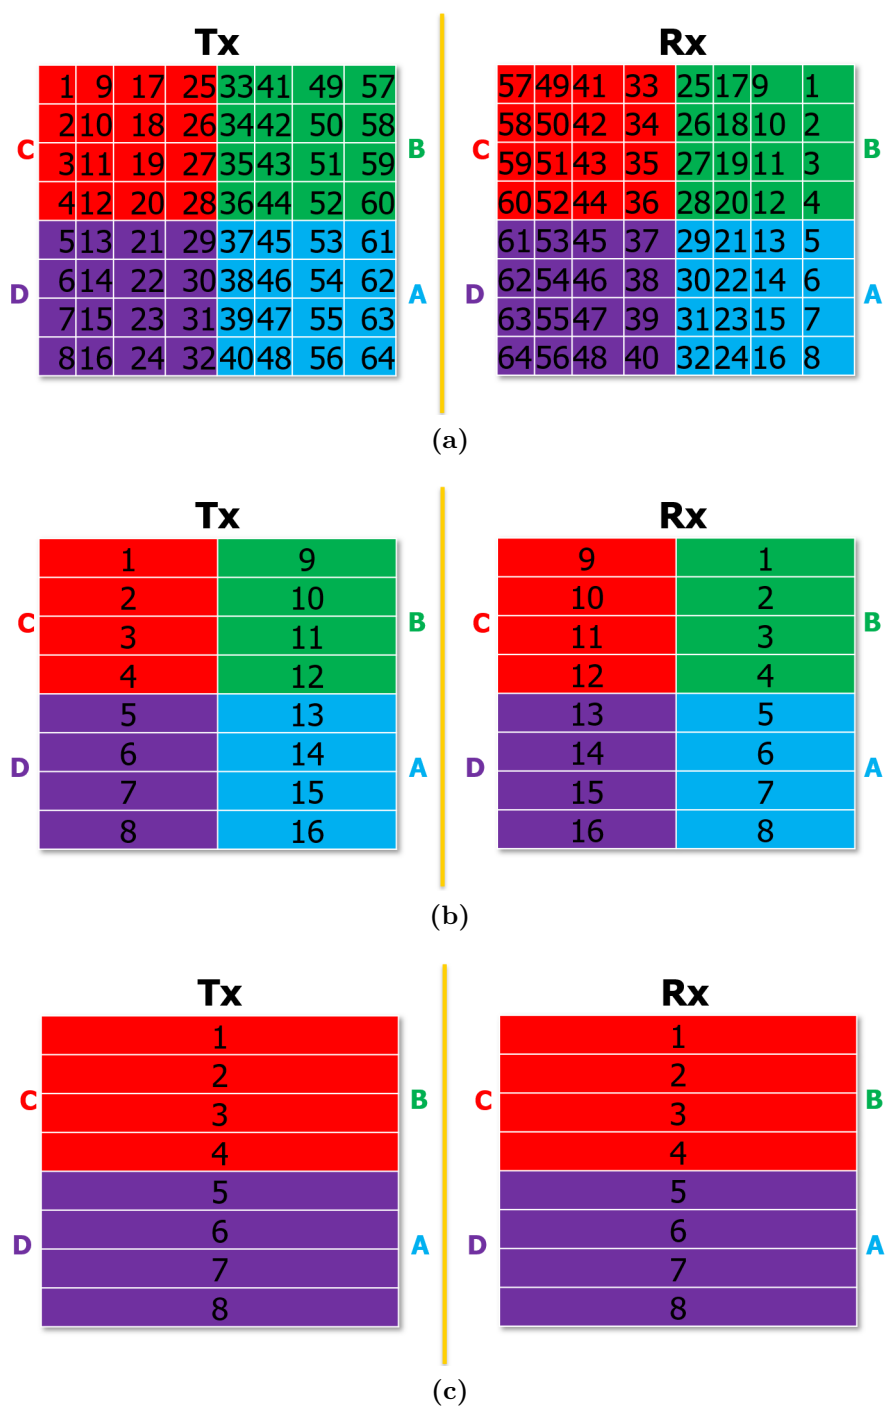 Tx Rx
1 9 17 25 33 41 49 57 57 49 41 33 25 17 9 1
2 10 18 26 34 42 50 58 58 50 42 34 26 18 10 2
C B C B
3 11 19 27 35 43 51 59 59 51 43 35 27 19 11 3
4 12 20 28 36 44 52 60 60 52 44 36 28 20 12 4
5 13 21 29 37 45 53 61 61 53 45 37 29 21 13 5
6 14 22 30 38 46 54 62 62 54 46 38 30 22 14 6
D A D A
7 15 23 31 39 47 55 63 63 55 47 39 31 23 15 7
8 16 24 32 40 48 56 64 64 56 48 40 32 24 16 8
(a)
Tx Rx
1 9 9 1
2 10 10 2
C B C B
3 11 11 3
4 12 12 4
5 13 13 5
6 14 14 6
D A D A
7 15 15 7
8 16 16 8
(b)
Tx Rx
1 1
2 2
C B C B
3 3
4 4
5 5
6 6
D A D A
7 7
8 8
(c)